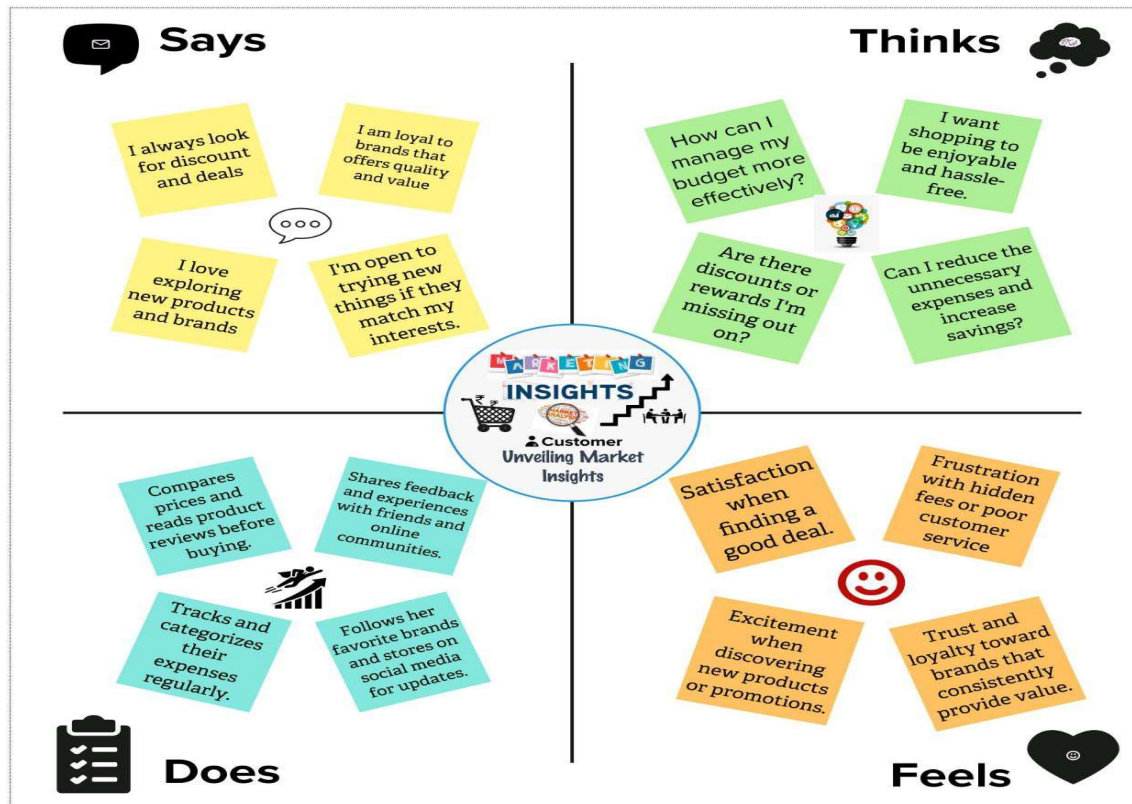 Says
I always look
for discount
and deals
I am loyal to
brands that
offers quality
and value
I love
exploring
new products
and brands
I'm open to
trying new
things if they
match my
interests.
Thinks
How can I
manage my
budget more
effectively?
I want
shopping to
be enjoyable
and hassle-
free.
Are there
discounts or
rewards I'm
missing out
on?
Can I reduce the
unnecessary
expenses and
increase
savings?
MARKETING
INSIGHTS
MARKET
ANALYSIS
Customer
Unveiling Market
Insights
Compares
prices and
reads product
reviews before
buying.
Shares feedback
and experiences
with friends and
online
communities.
Tracks and
categorizes
their
expenses
regularly.
Follows her
favorite brands
and stores on
social media
for updates.
Does
Satisfaction
when
finding a
good deal.
Frustration
with hidden
fees or poor
customer
service
Excitement
when
discovering
new products
or promotions.
Trust and
loyalty toward
brands that
consistently
provide value.
Feels